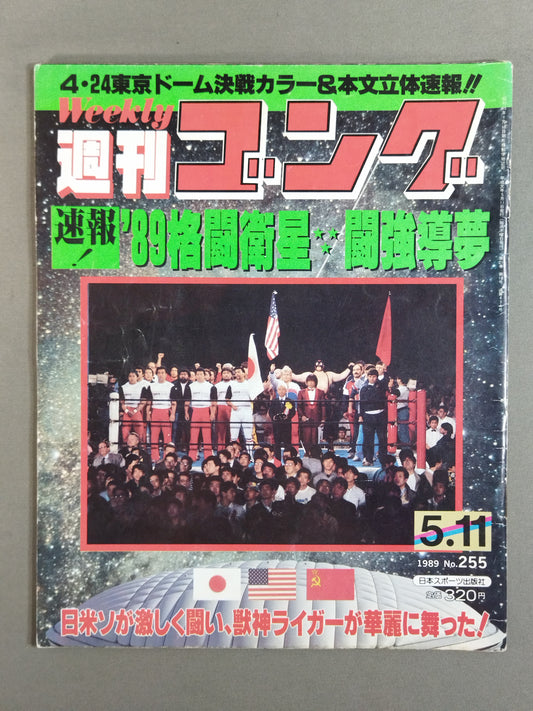 4・24東京ドーム決戦カラー&本文立体速報!!
Weekly
週刊ゴング
速報! '89格闘衛星☆闘強導夢
5.11
1989 No.255
日本スポーツ出版社
定価320円
日米ソが激しく闘い、獣神ライガーが華麗に舞った!